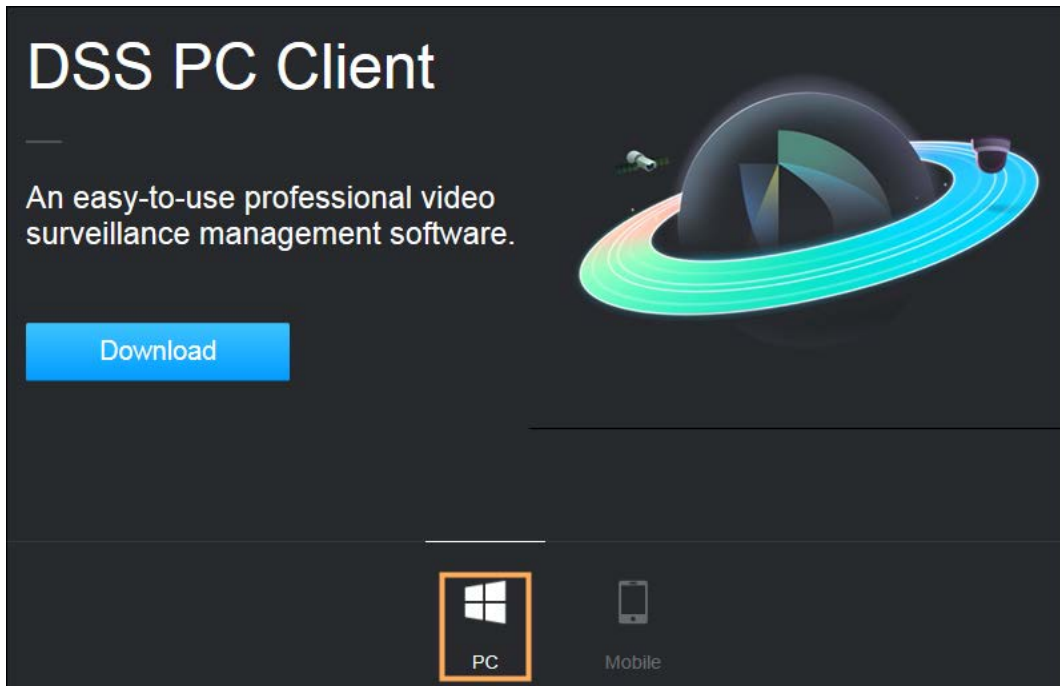 DSS PC Client
An easy-to-use professional video
surveillance management software.
Download
PC
Mobile